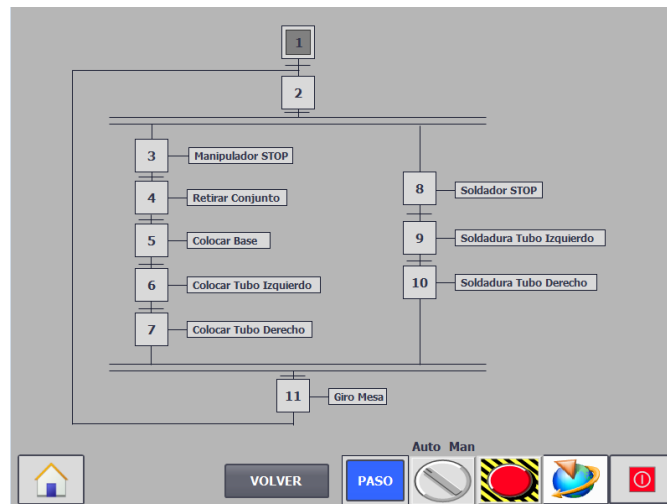 1
2
3 Manipulador STOP
4 Retirar Conjunto
5 Colocar Base
6 Colocar Tubo Izquierdo
7 Colocar Tubo Derecho
8 Soldador STOP
9 Soldadura Tubo Izquierdo
10 Soldadura Tubo Derecho
11 Giro Mesa
Auto Man
VOLVER
PASO